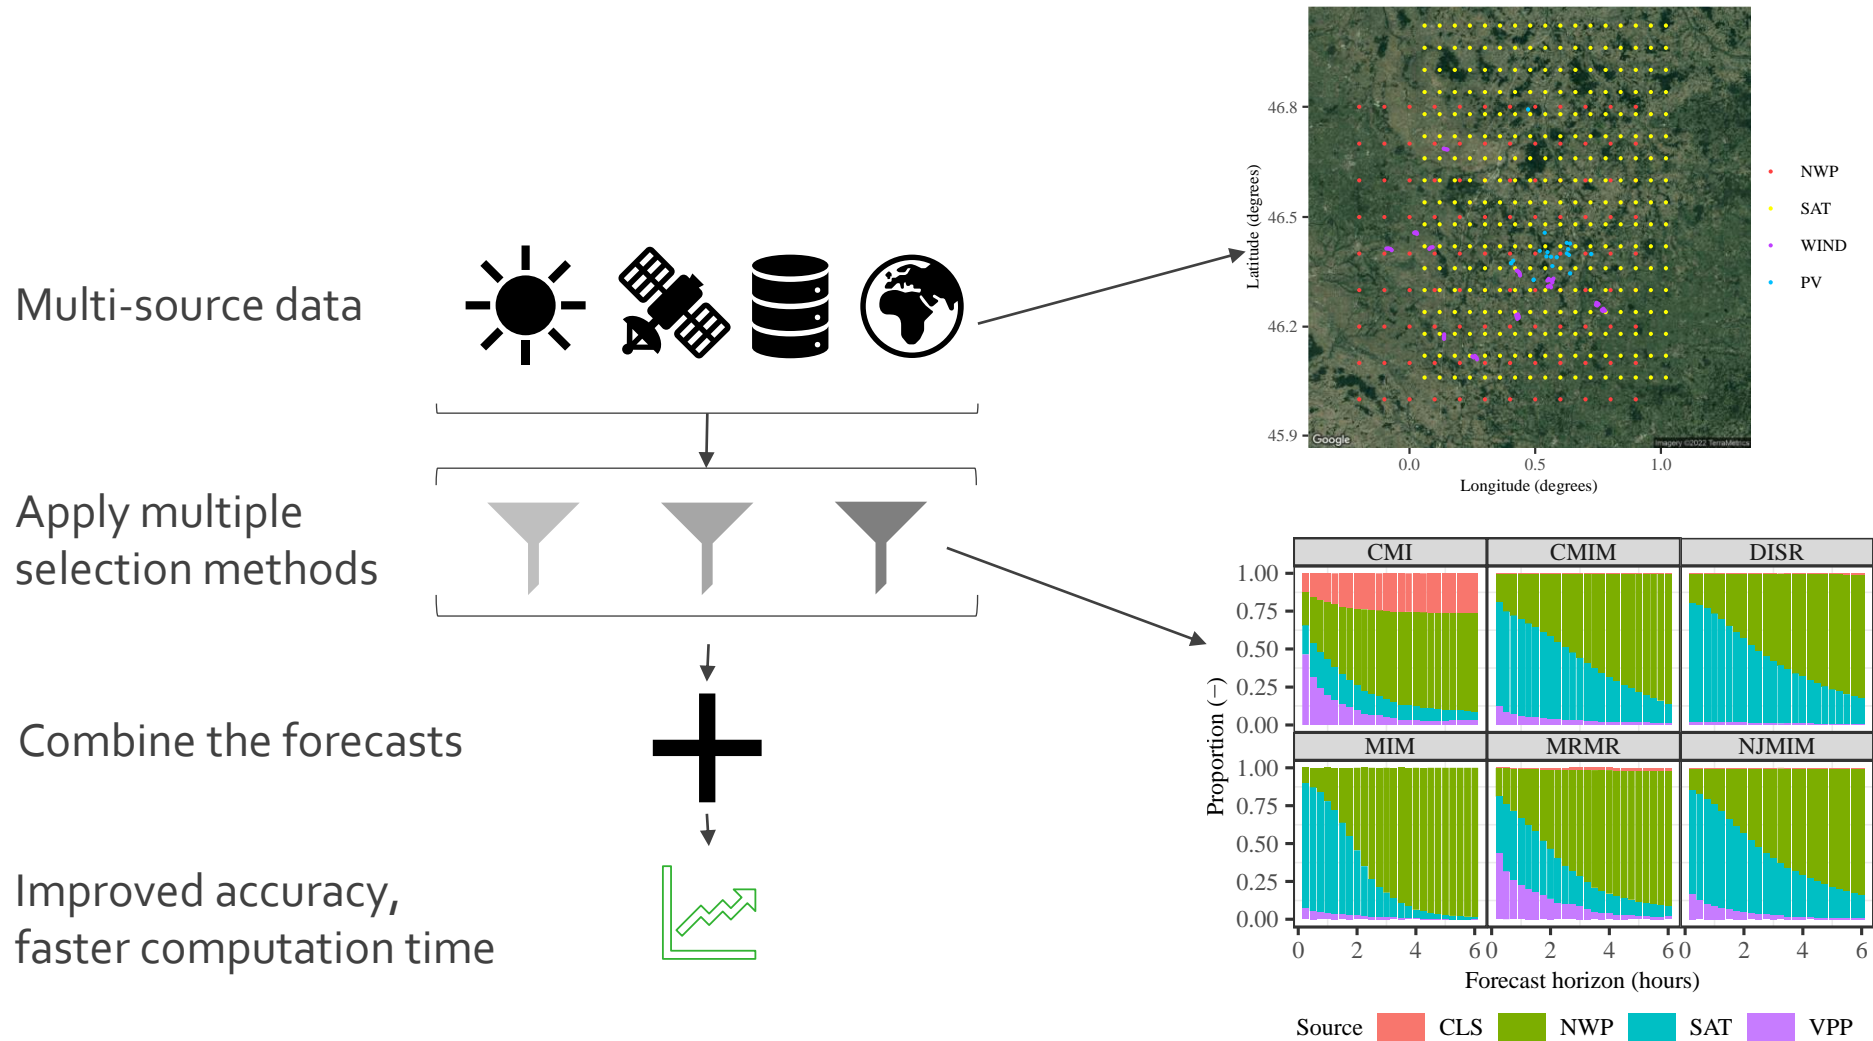 Multi-source data
Apply multiple
selection methods
Combine the forecasts
Improved accuracy,
faster computation time
Latitude (degrees)
46.8
46.5
46.2
45.9
Google
Imagery ©2022 TerraMetrics
0.0 0.5 1.0
Longitude (degrees)
NWP
SAT
WIND
PV
CMI CMIM DISR
1.00
0.75
0.50
0.25
0.00
Proportion (−)
MIM MRMR NJMIM
1.00
0.75
0.50
0.25
0.00
0 2 4 6 0 2 4 6 0 2 4 6
Forecast horizon (hours)
Source CLS NWP SAT VPP